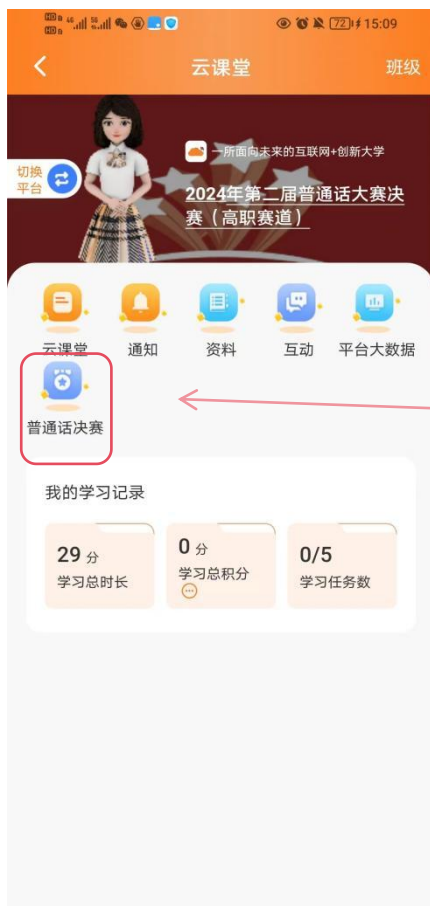 72 15:09
云课堂 班级
一所面向未来的互联网+创新大学
切换
平台
2024年第二届普通话大赛决
赛（高职赛道）
云课堂 通知 资料 互动 平台大数据
普通话决赛
我的学习记录
29 分 0 分 0/5
学习总时长 学习总积分 学习任务数